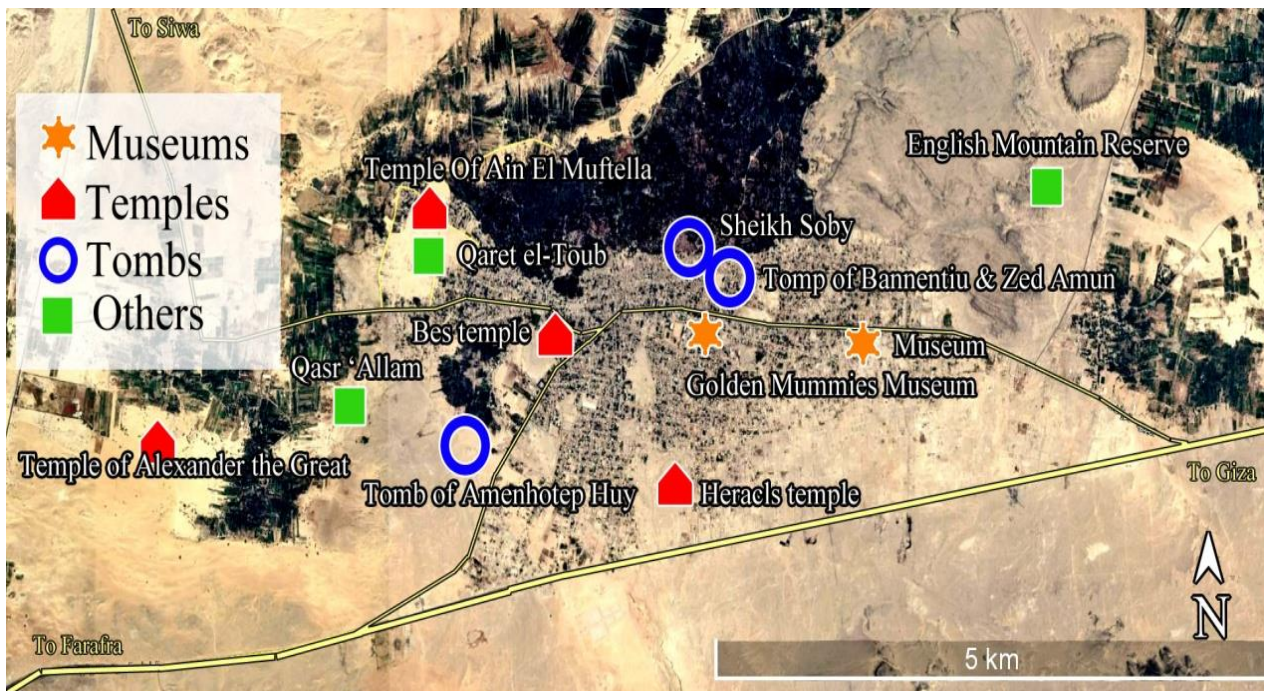 To Siwa
Museums
Temples
Tombs
Others
Temple Of Ain El Muftella
Qaret el-Toub
English Mountain Reserve
Sheikh Soby
Tomp of Bannentiu & Zed Amun
Bes temple
Museum
Golden Mummies Museum
Qasr ‘Allam
Temple of Alexander the Great
Tomb of Amenhotep Huy
Heracls temple
To Giza
To Farafra
N
5 km